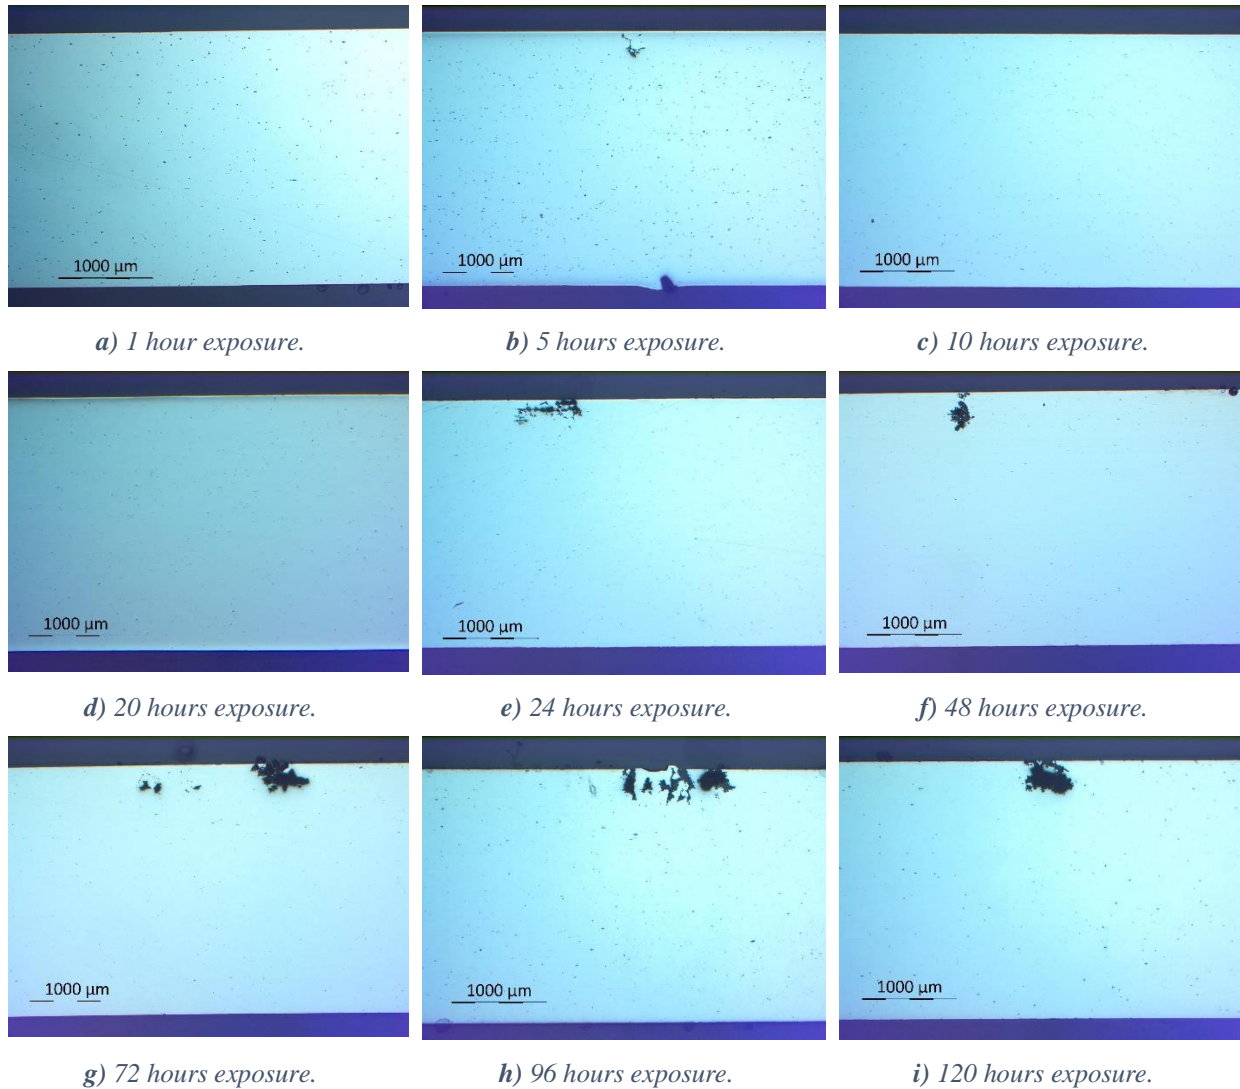 1000 µm
1000 µm
1000 µm
a) 1 hour exposure.
b) 5 hours exposure.
c) 10 hours exposure.
1000 µm
1000 µm
1000 µm
d) 20 hours exposure.
e) 24 hours exposure.
f) 48 hours exposure.
1000 µm
1000 µm
1000 µm
g) 72 hours exposure.
h) 96 hours exposure.
i) 120 hours exposure.